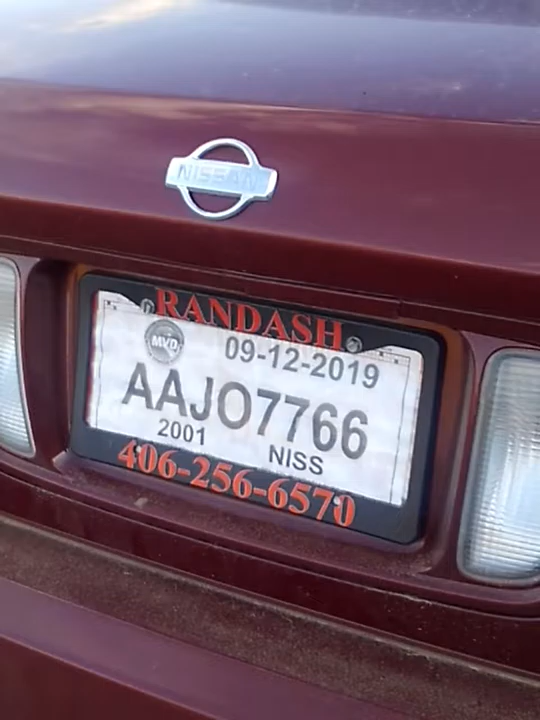 NISSAN
RANDASH
MVD
09-12-2019
AAJO7766
2001 NISS
406-256-6570